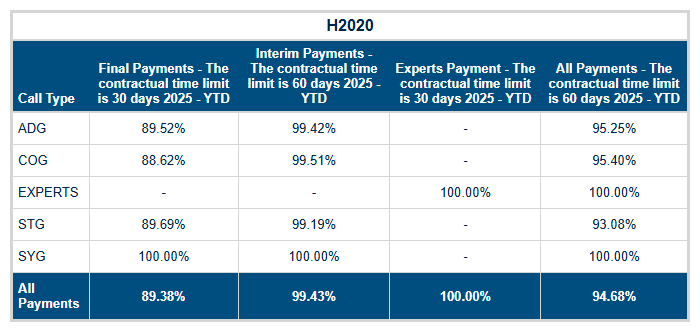 H2020
Call Type
Final Payments - The
contractual time limit
is 30 days 2025 - YTD
Interim Payments -
The contractual time
limit is 60 days 2025 -
YTD
Experts Payment - The
contractual time limit
is 30 days 2025 - YTD
All Payments - The
contractual time limit
is 60 days 2025 - YTD
ADG 89.52% 99.42% - 95.25%
COG 88.62% 99.51% - 95.40%
EXPERTS - - 100.00% 100.00%
STG 89.69% 99.19% - 93.08%
SYG 100.00% 100.00% - 100.00%
All
Payments
89.38% 99.43% 100.00% 94.68%